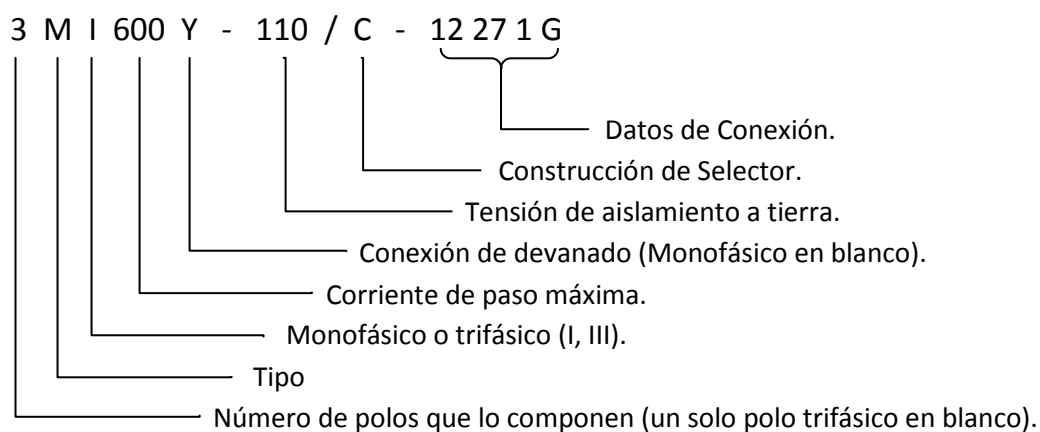 3 M I 600 Y - 110 / C - 12 27 1 G
Datos de Conexión.
Construcción de Selector.
Tensión de aislamiento a tierra.
Conexión de devanado (Monofásico en blanco).
Corriente de paso máxima.
Monofásico o trifásico (I, III).
Tipo
Número de polos que lo componen (un solo polo trifásico en blanco).